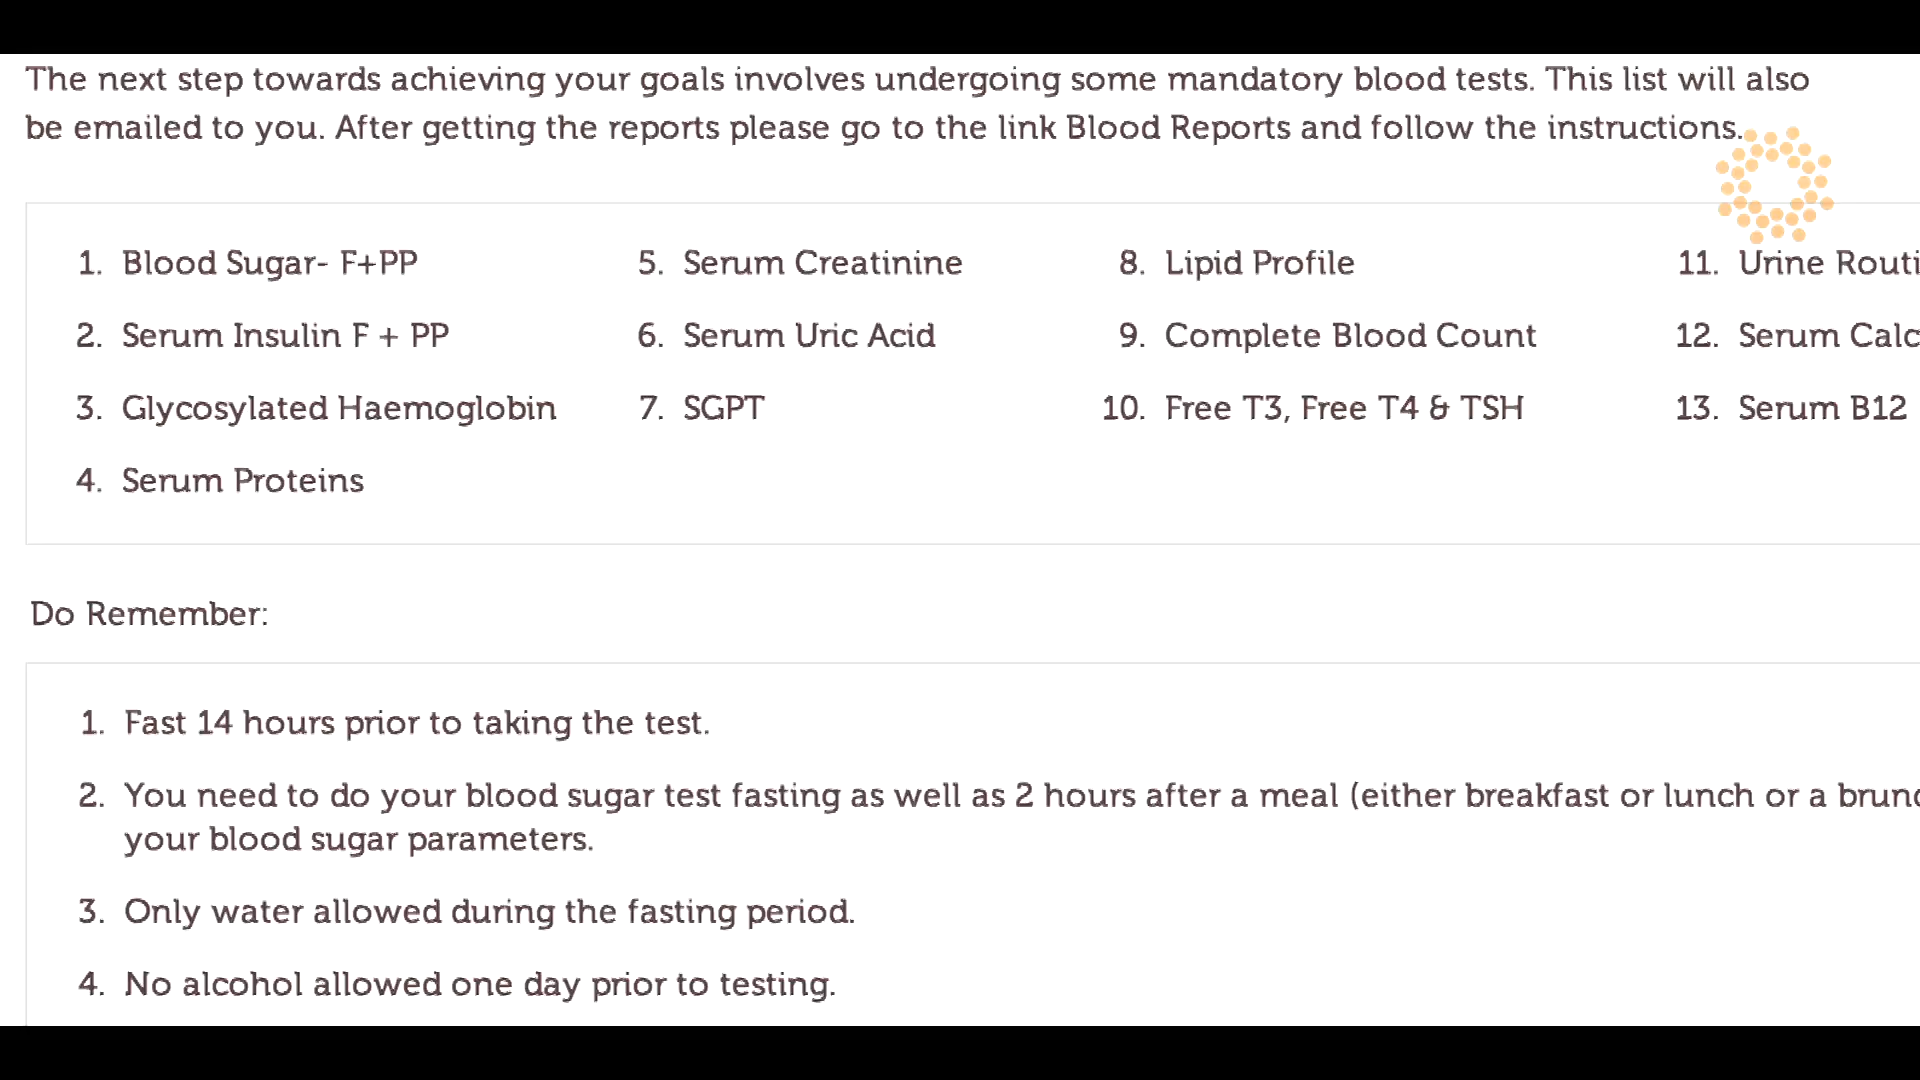 The next step towards achieving your goals involves undergoing some mandatory blood tests. This list will also
be emailed to you. After getting the reports please go to the link Blood Reports and follow the instructions.
1. Blood Sugar- F+PP
2. Serum Insulin F + PP
3. Glycosylated Haemoglobin
4. Serum Proteins
5. Serum Creatinine
6. Serum Uric Acid
7. SGPT
8. Lipid Profile
9. Complete Blood Count
10. Free T3, Free T4 & TSH
11. Urine
12. Serum
13. Serum B12
Do Remember:
1. Fast 14 hours prior to taking the test.
2. You need to do your blood sugar test fasting as well as 2 hours after a meal (either breakfast or lunch or a
your blood sugar parameters.
3. Only water allowed during the fasting period.
4. No alcohol allowed one day prior to testing.